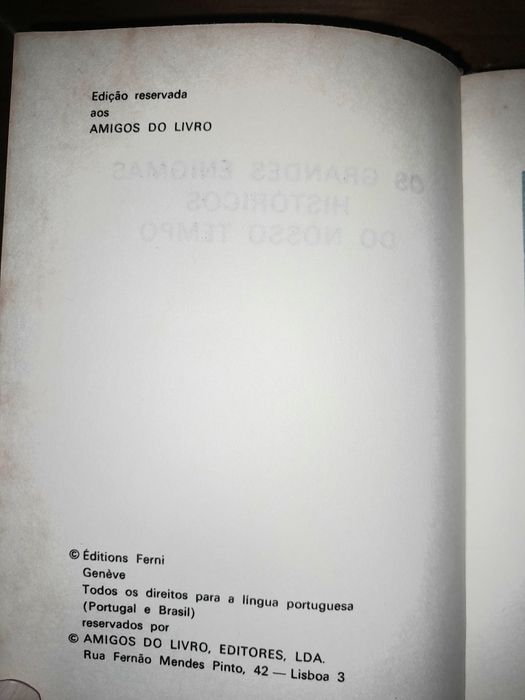 Edição reservada
aos
AMIGOS DO LIVRO
OS GRANDES ENIGMAS
HISTÓRICOS
DO NOSSO TEMPO
© Éditions Ferni
Genève
Todos os direitos para a língua portuguesa
(Portugal e Brasil)
reservados por
© AMIGOS DO LIVRO, EDITORES, LDA.
Rua Fernão Mendes Pinto, 42 — Lisboa 3